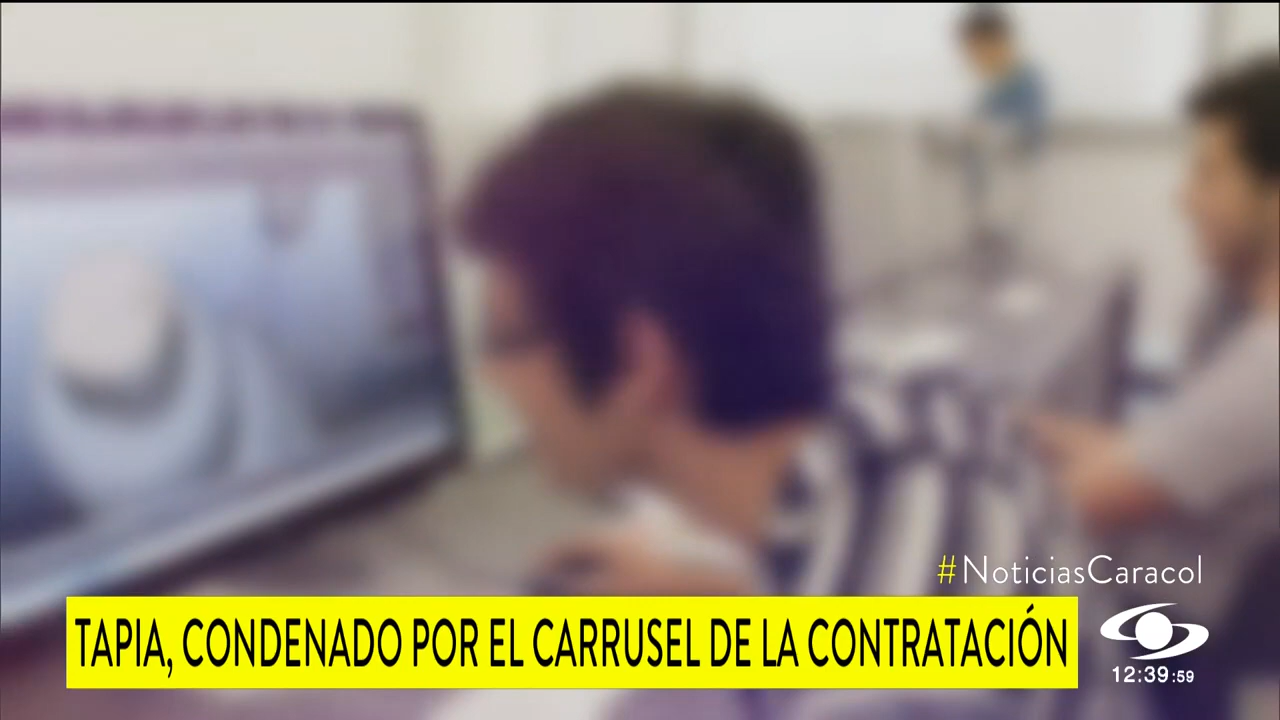 #NoticiasCaracol
TAPIA, CONDENADO POR EL CARRUSEL DE LA CONTRATACIÓN
12:39:59